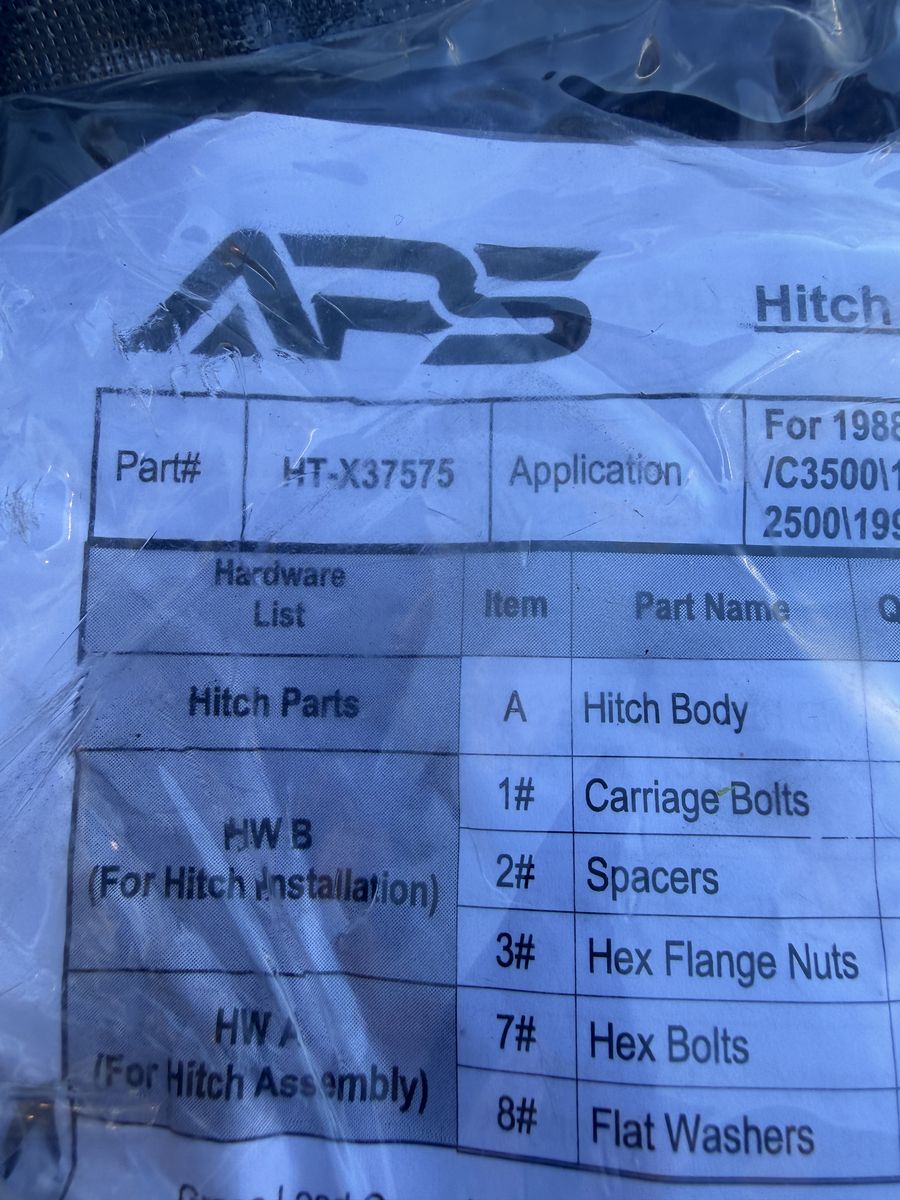 APS
Hitch
Part# HT-X37575 Application For 1988
/C3500\1
2500\199
Hardware
List
Item Part Name Q
Hitch Parts A Hitch Body
HW B
(For Hitch Installation)
1# Carriage Bolts
2# Spacers
3# Hex Flange Nuts
HW A
(For Hitch Assembly)
7# Hex Bolts
8# Flat Washers